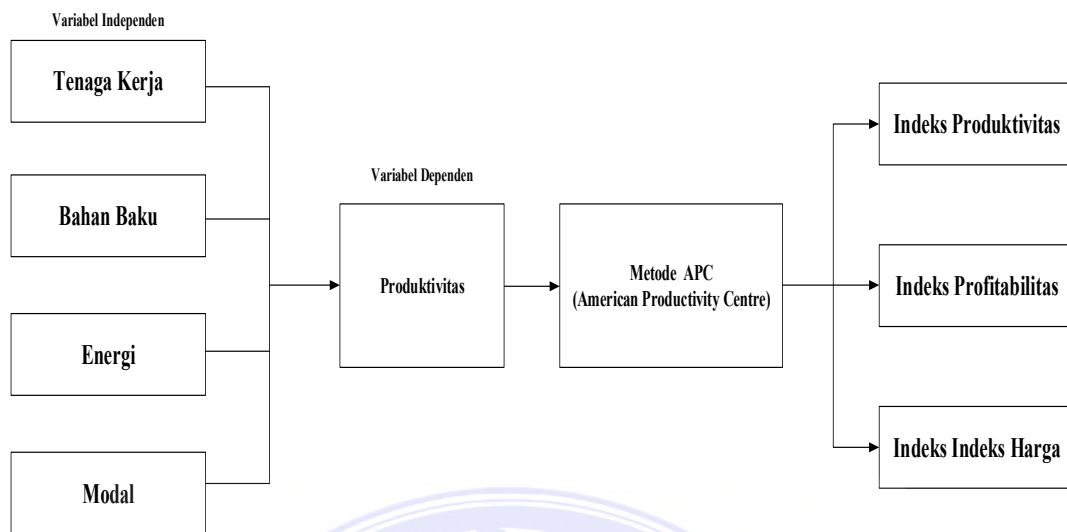 Variabel Independen
Tenaga Kerja
Bahan Baku
Energi
Modal
Variabel Dependen
Produktivitas
Metode APC
(American Productivity Centre)
Indeks Produktivitas
Indeks Profitabilitas
Indeks Indeks Harga